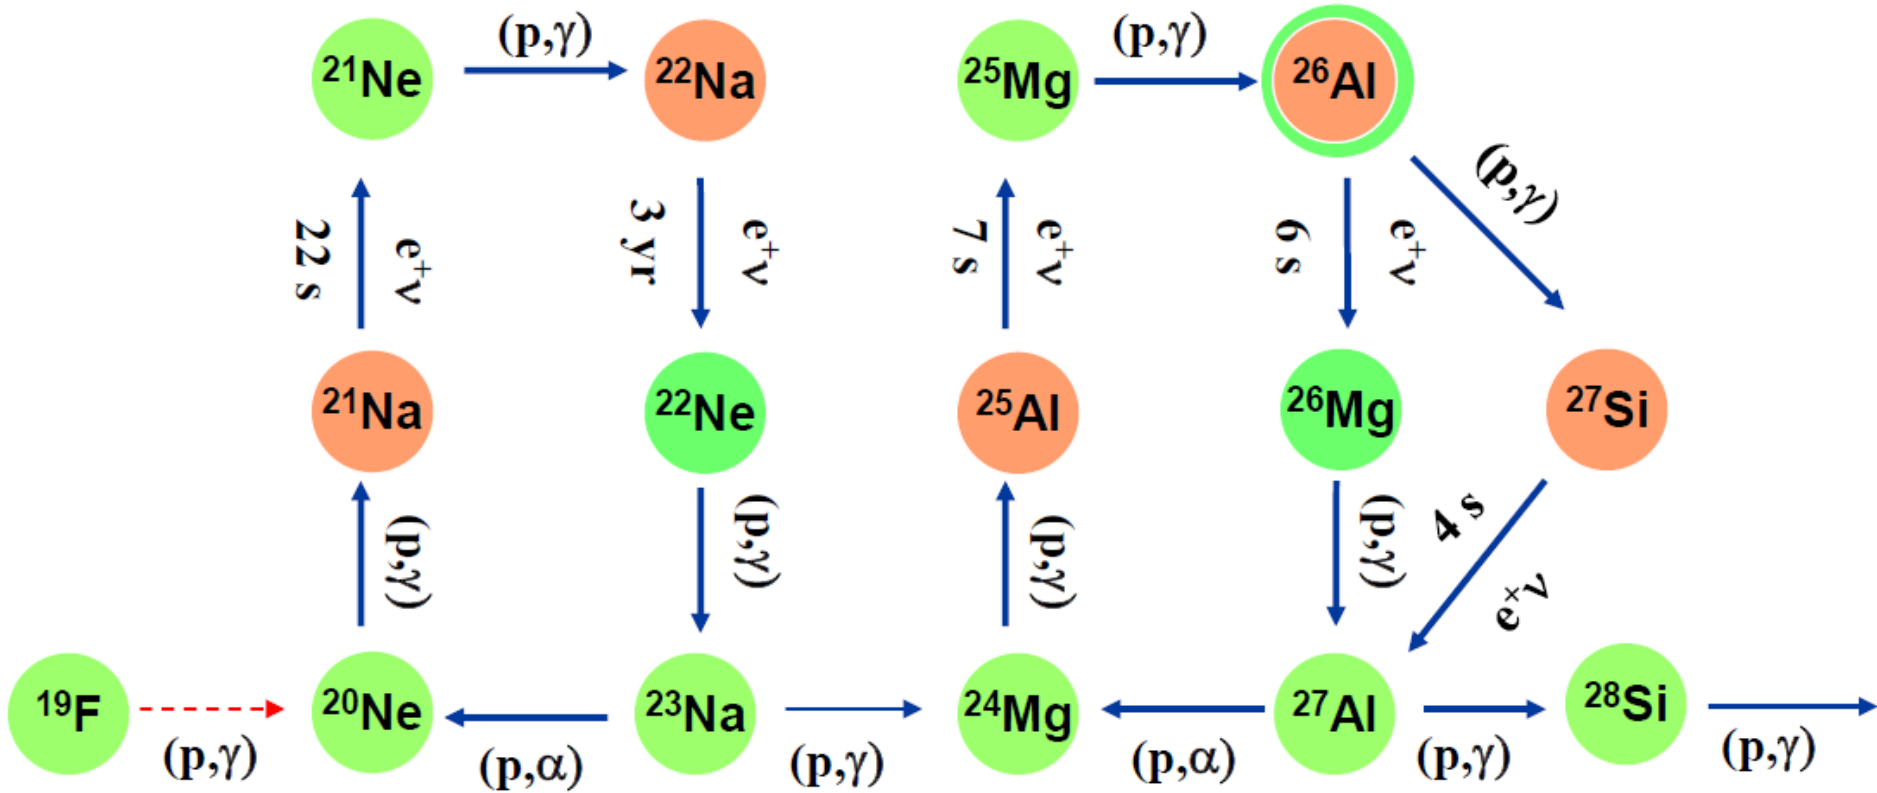 ²¹Ne
(p,γ)
²²Na
²⁵Mg
(p,γ)
²⁶Al
(p,γ)
22 s
e⁺ν
3 yr
e⁺ν
7 s
e⁺ν
6 s
e⁺ν
²¹Na
²²Ne
²⁵Al
²⁶Mg
²⁷Si
(p,γ)
(p,γ)
(p,γ)
(p,γ)
4 s
e⁺ν
¹⁹F
(p,γ)
²⁰Ne
(p,α)
²³Na
(p,γ)
²⁴Mg
(p,α)
²⁷Al
(p,γ)
²⁸Si
(p,γ)